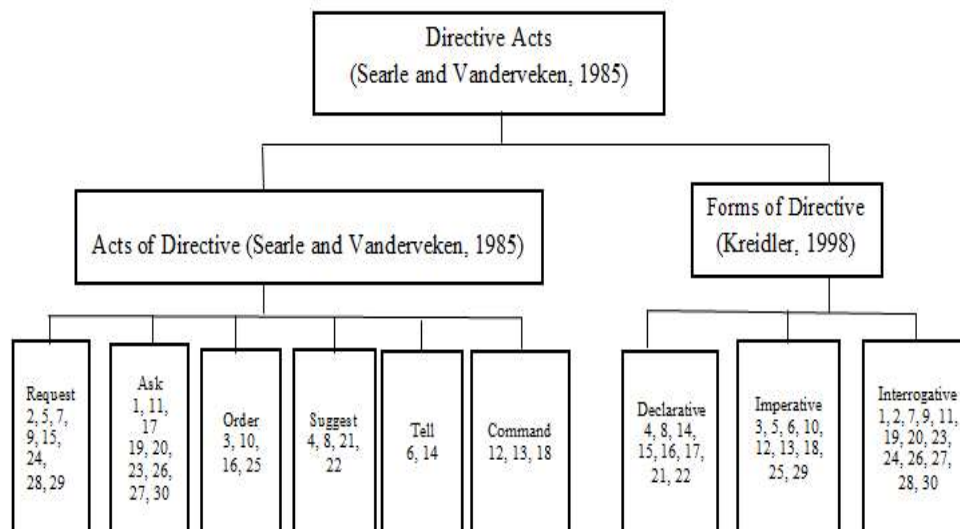 Directive Acts
(Searle and Vanderveken, 1985)
Acts of Directive (Searle and Vanderveken, 1985)
Forms of Directive
(Kreidler, 1998)
Request
2, 5, 7,
9, 15,
24,
28, 29
Ask
1, 11,
17
19, 20,
23, 26,
27, 30
Order
3, 10,
16, 25
Suggest
4, 8, 21,
22
Tell
6, 14
Command
12, 13, 18
Declarative
4, 8, 14,
15, 16, 17,
21, 22
Imperative
3, 5, 6, 10,
12, 13, 18,
25, 29
Interrogative
1, 2, 7, 9, 11,
19, 20, 23,
24, 26, 27,
28, 30